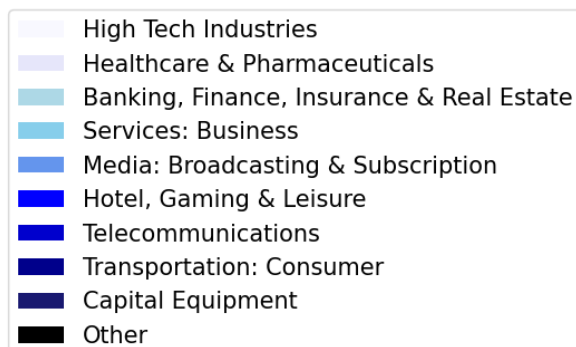 High Tech Industries
Healthcare & Pharmaceuticals
Banking, Finance, Insurance & Real Estate
Services: Business
Media: Broadcasting & Subscription
Hotel, Gaming & Leisure
Telecommunications
Transportation: Consumer
Capital Equipment
Other